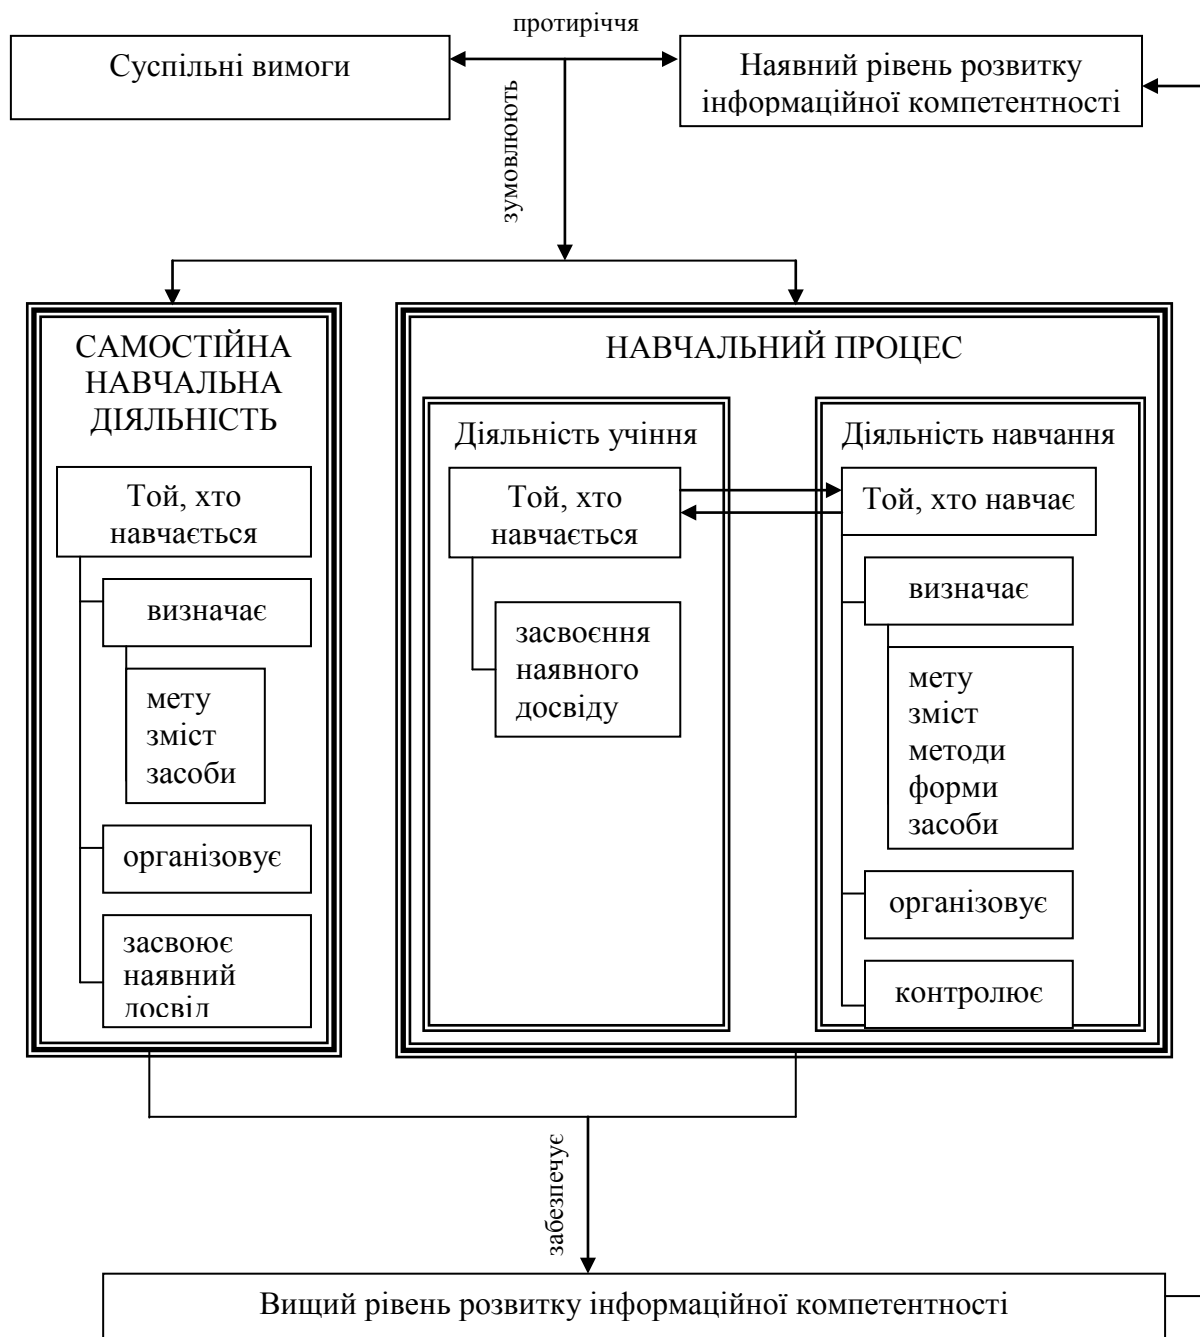 протиріччя
Суспільні вимоги
Наявний рівень розвитку
інформаційної компетентності
зумовлюють
САМОСТІЙНА
НАВЧАЛЬНА
ДІЯЛЬНІСТЬ
Той, хто
навчається
визначає
мету
зміст
засоби
організовує
засвоює
наявний
досвід
НАВЧАЛЬНИЙ ПРОЦЕС
Діяльність учіння
Той, хто
навчається
засвоєння
наявного
досвіду
Діяльність навчання
Той, хто навчає
визначає
мету
зміст
методи
форми
засоби
організовує
контролює
забезпечує
Вищий рівень розвитку інформаційної компетентності